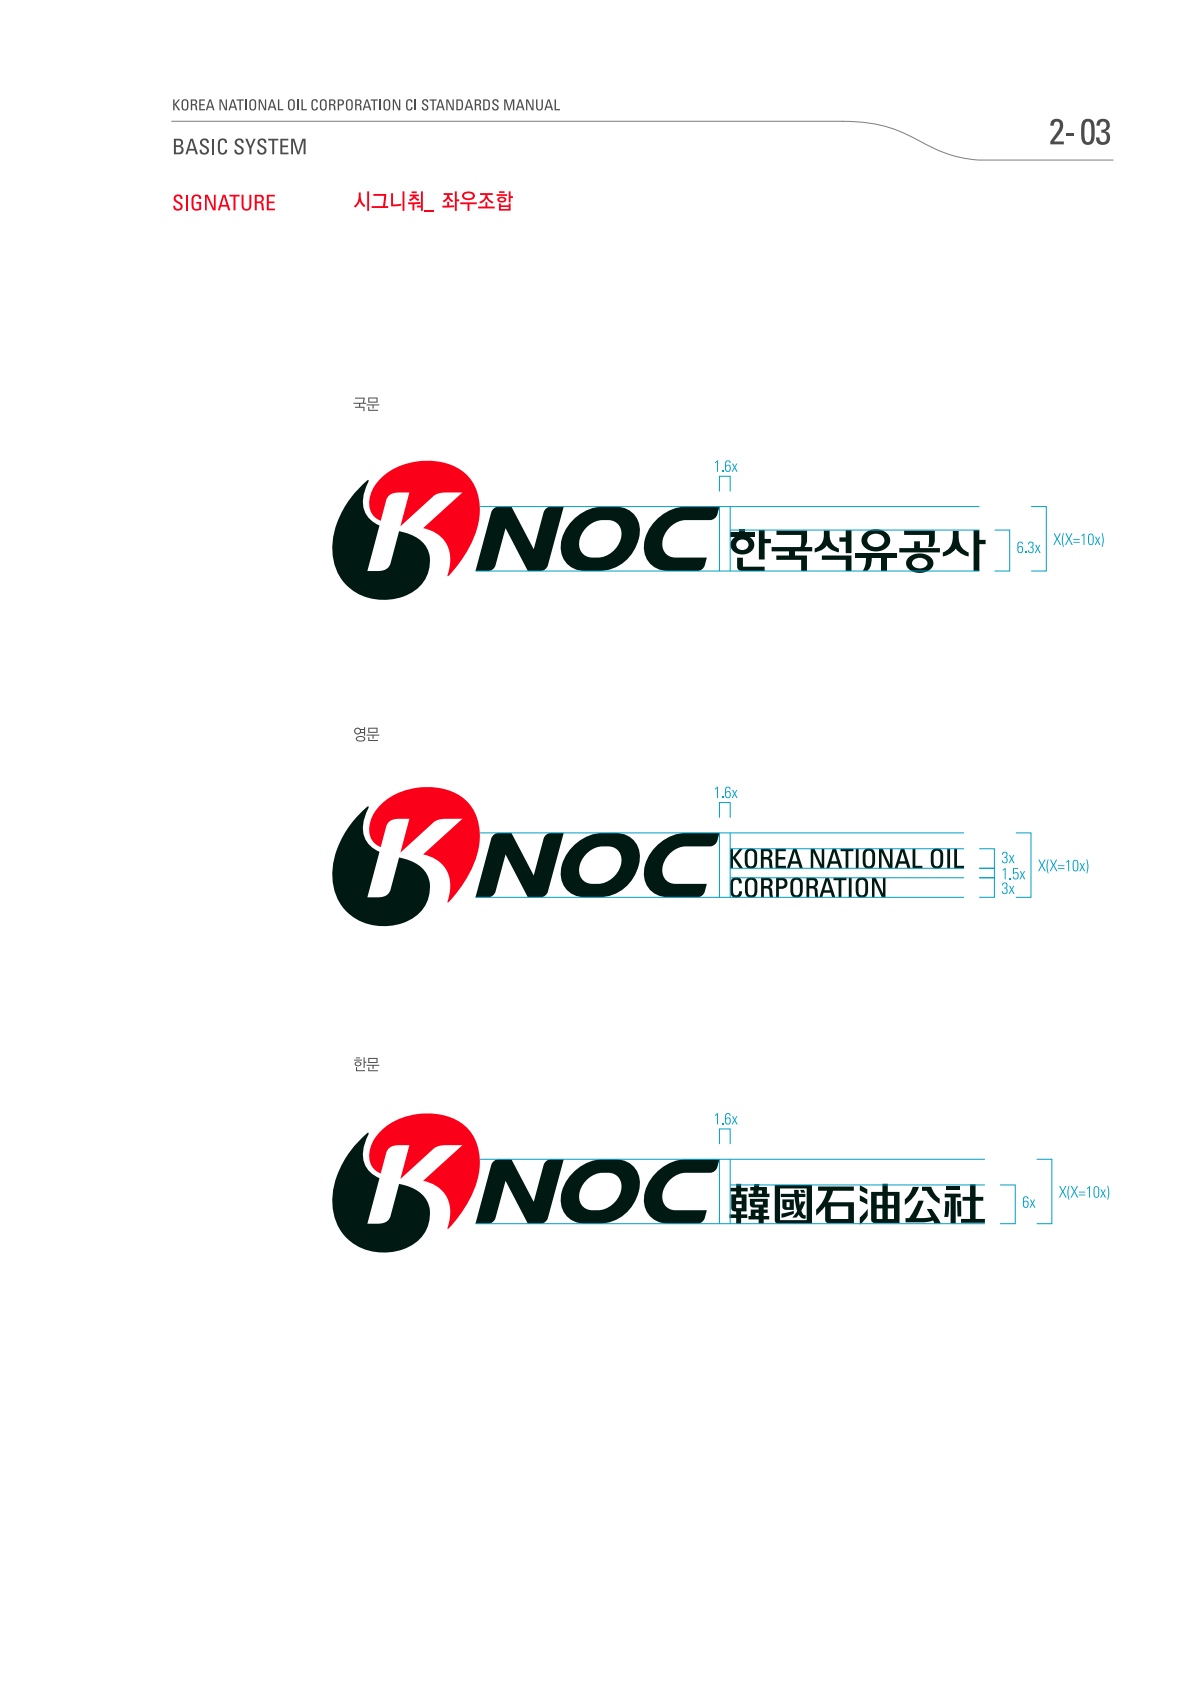 KOREA NATIONAL OIL CORPORATION CI STANDARDS MANUAL
2-03
BASIC SYSTEM
SIGNATURE 시그니춰_ 좌우조합
국문
1.6x
KNOC 한국석유공사 6.3x X(X=10x)
영문
1.6x
KNOC KOREA NATIONAL OIL 3x X(X=10x)
1.5x
CORPORATION 3x
한문
1.6x
KNOC 韓國石油公社 6x X(X=10x)